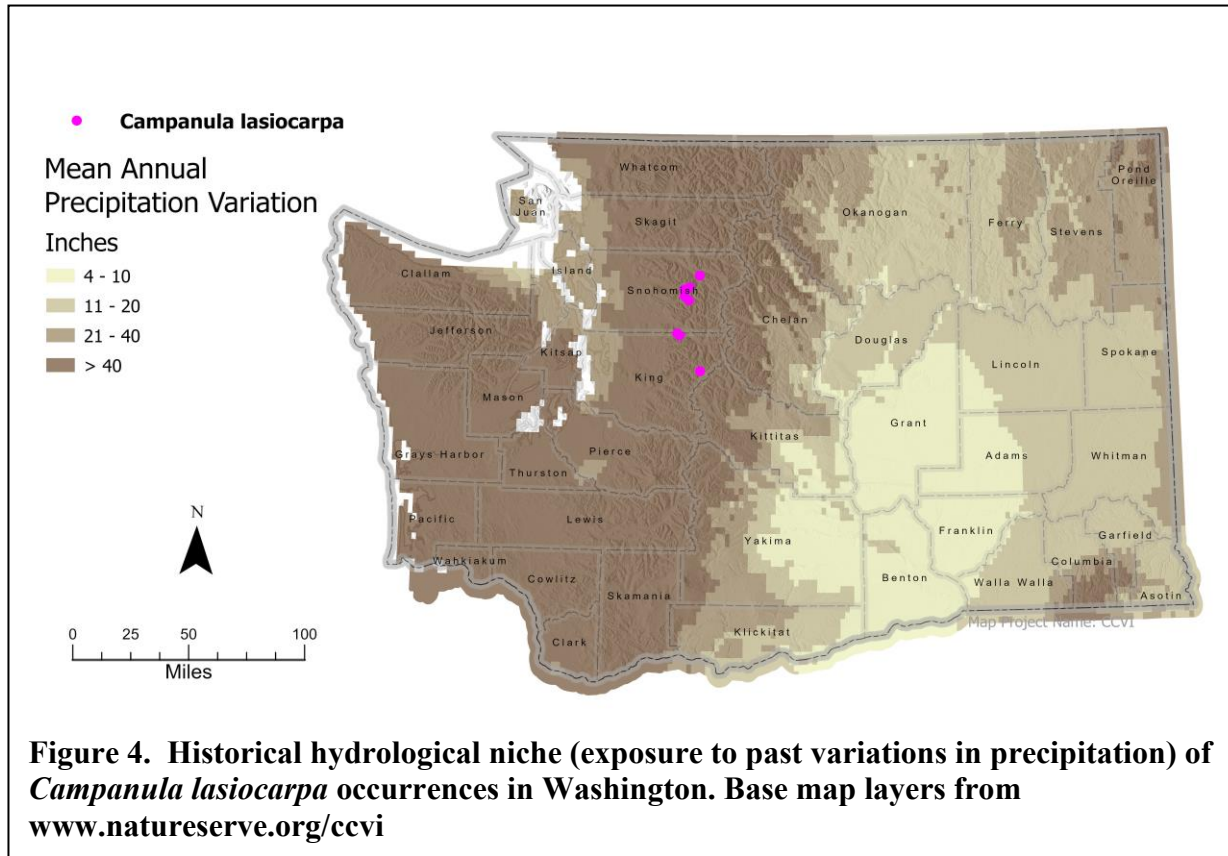 Campanula lasiocarpa
Mean Annual
Precipitation Variation
Inches
4 - 10
11 - 20
21 - 40
> 40
Whatcom
Pend
Oreille
San
Juan
Skagit
Okanogan
Ferry
Stevens
Clallam
Island
Snohomish
Chelan
Jefferson
Kitsap
Douglas
Lincoln
Spokane
King
Mason
Grant
Kittitas
Adams
Whitman
Grays Harbor
Pierce
Thurston
Pacific
Lewis
Yakima
Franklin
Garfield
Columbia
Wahkiakum
Cowlitz
Skamania
Benton
Walla Walla
Asotin
Map Project Name: CCVI
Klickitat
Clark
N
0 25 50 100
Miles
Figure 4. Historical hydrological niche (exposure to past variations in precipitation) of
Campanula lasiocarpa occurrences in Washington. Base map layers from
www.natureserve.org/ccvi